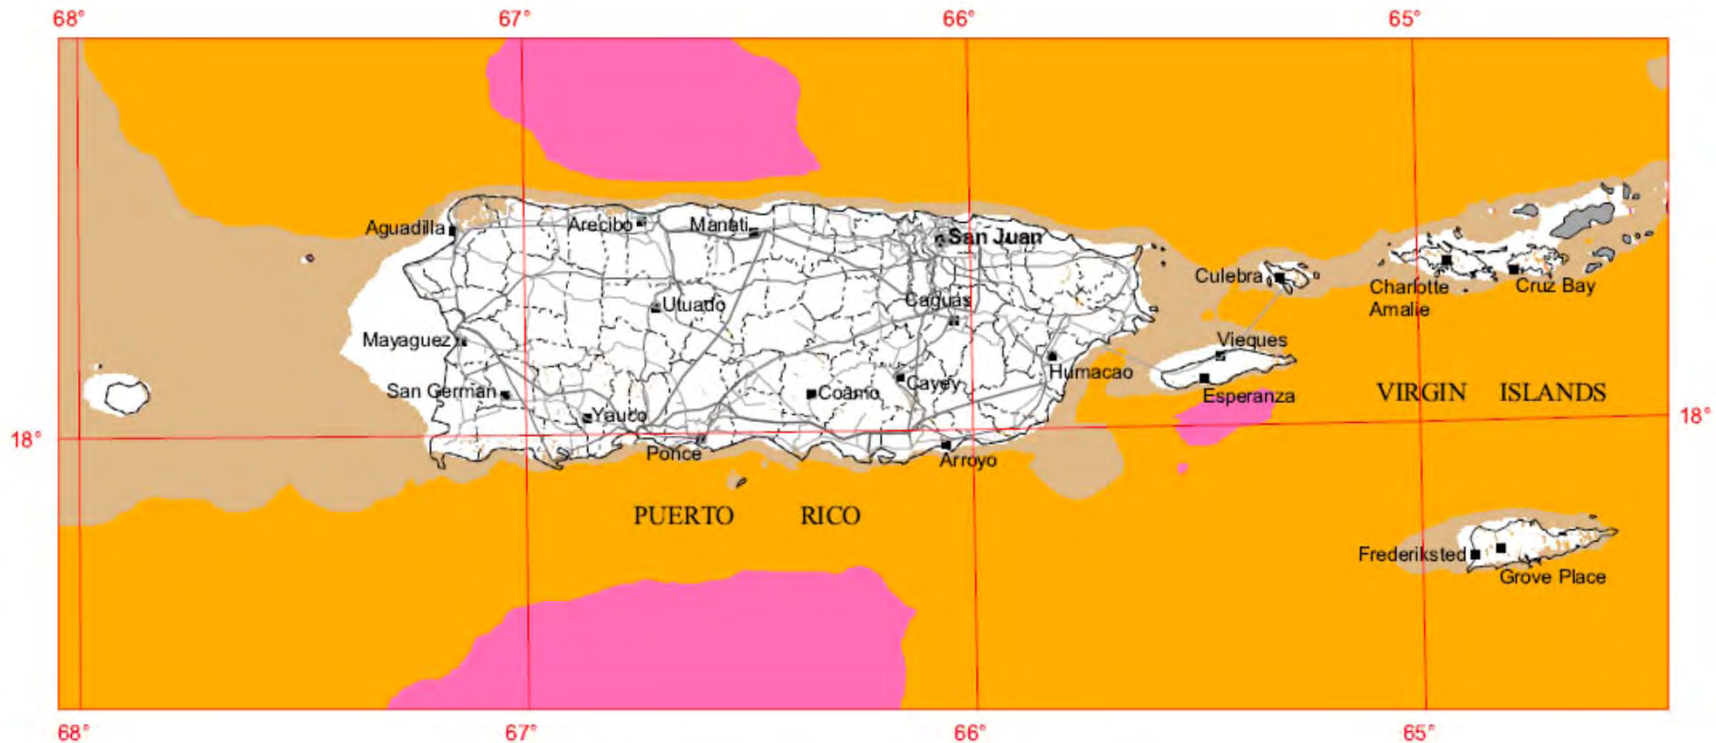 68° 67° 66° 65°
Aguadilla Arecibo Manati San Juan
Culebra Charlotte Cruz Bay
Amalie
Utuado Caguas
Mayaguez Vieques
San German Coamo Cayey Humacao
Esperanza VIRGIN ISLANDS
Yauco
18° 18°
Ponce Arroyo
PUERTO RICO
Frederiksted
Grove Place
68° 67° 66° 65°